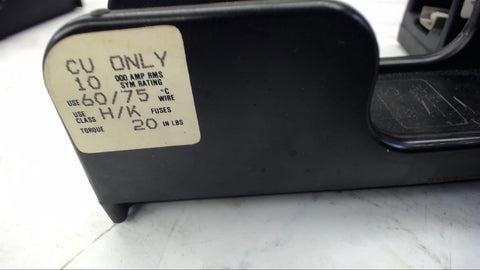 CU ONLY
10 000 AMP RMS
SYM RATING
USE 60/75 °C
WIRE
USE
CLASS H/K FUSES
TORQUE 20 IN LBS